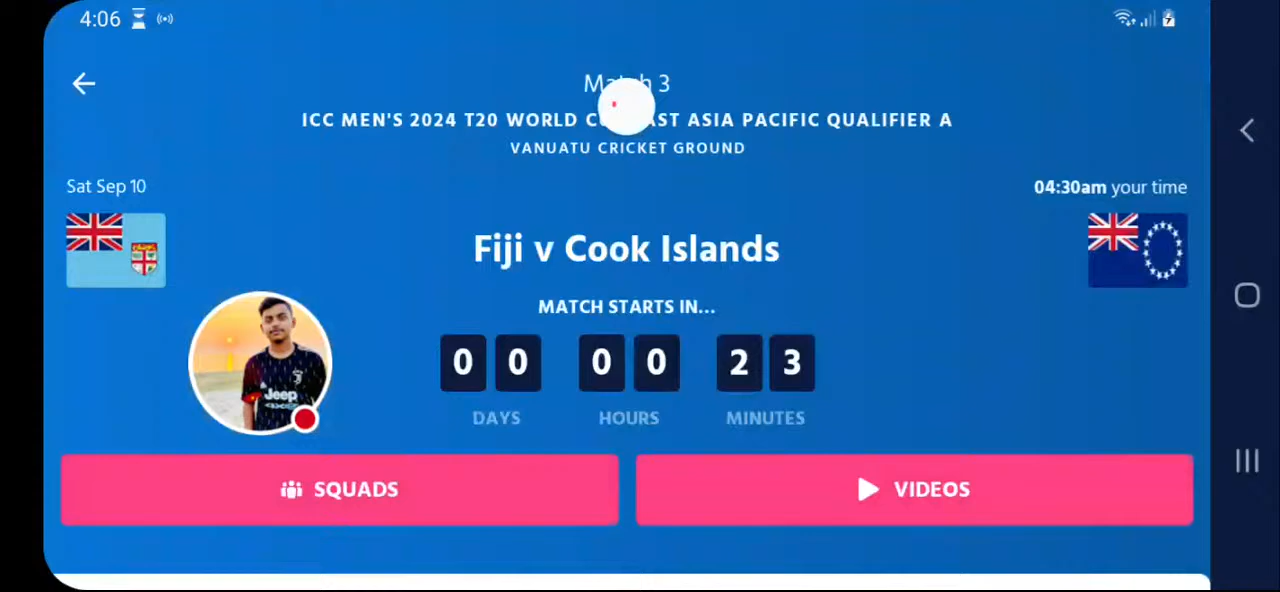 4:06
Match 3
ICC MEN'S 2024 T20 WORLD C AST ASIA PACIFIC QUALIFIER A
VANUATU CRICKET GROUND
Sat Sep 10
04:30am your time
Fiji v Cook Islands
MATCH STARTS IN...
0 0 0 0 2 3
DAYS HOURS MINUTES
Jeep
SQUADS
VIDEOS